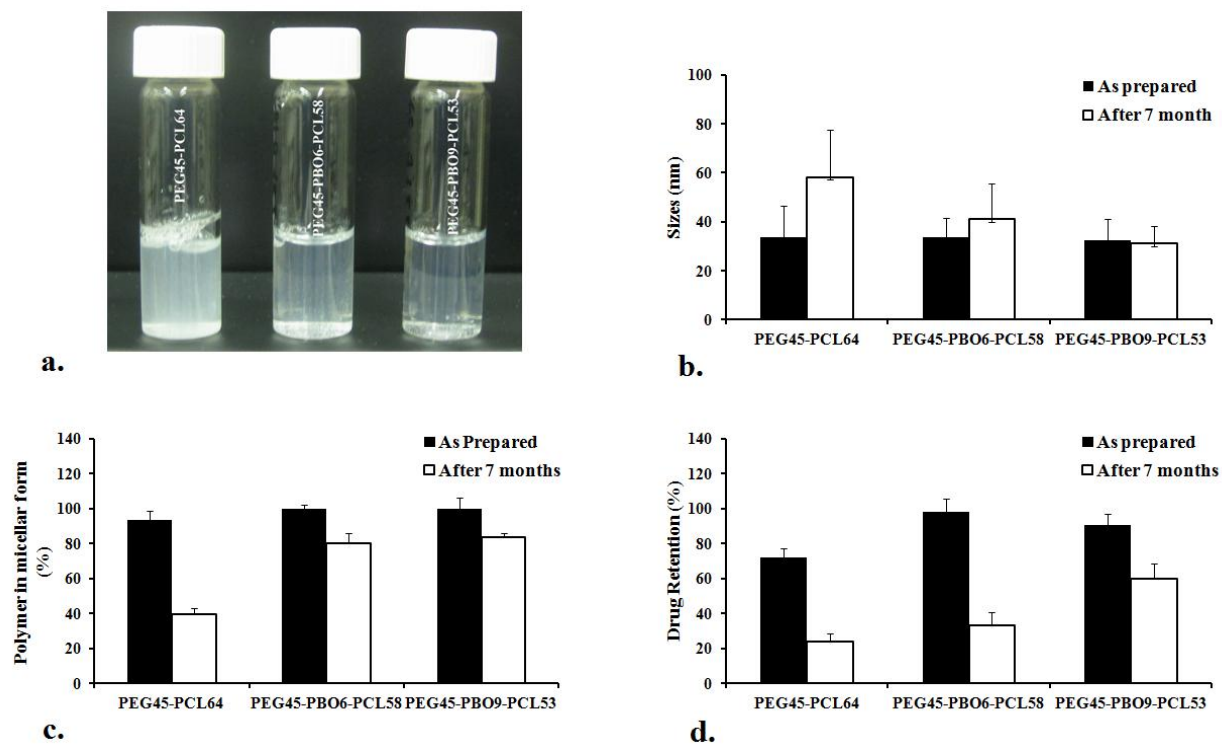 PEG45-PCL64
PEG45-PBO6-PCL58
PEG45-PBO9-PCL53
a.
100
80
60
40
20
0
Sizes (nm)
As prepared
After 7 month
PEG45-PCL64
PEG45-PBO6-PCL58
PEG45-PBO9-PCL53
b.
140
120
100
80
60
40
20
0
Polymer in micellar form
(%)
As Prepared
After 7 months
PEG45-PCL64
PEG45-PBO6-PCL58
PEG45-PBO9-PCL53
c.
140
120
100
80
60
40
20
0
Drug Retention (%)
As prepared
After 7 months
PEG45-PCL64
PEG45-PBO6-PCL58
PEG45-PBO9-PCL53
d.